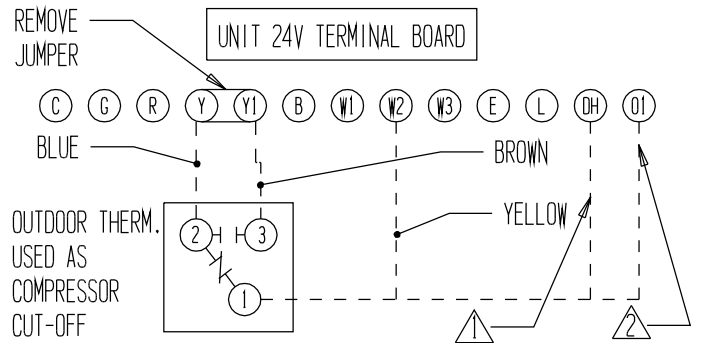 REMOVE
JUMPER
UNIT 24V TERMINAL BOARD
C G R Y Y1 B W1 W2 W3 E L DH O1
BLUE
BROWN
YELLOW
OUTDOOR THERM.
USED AS
COMPRESSOR
CUT-OFF
2 3
1
1 2